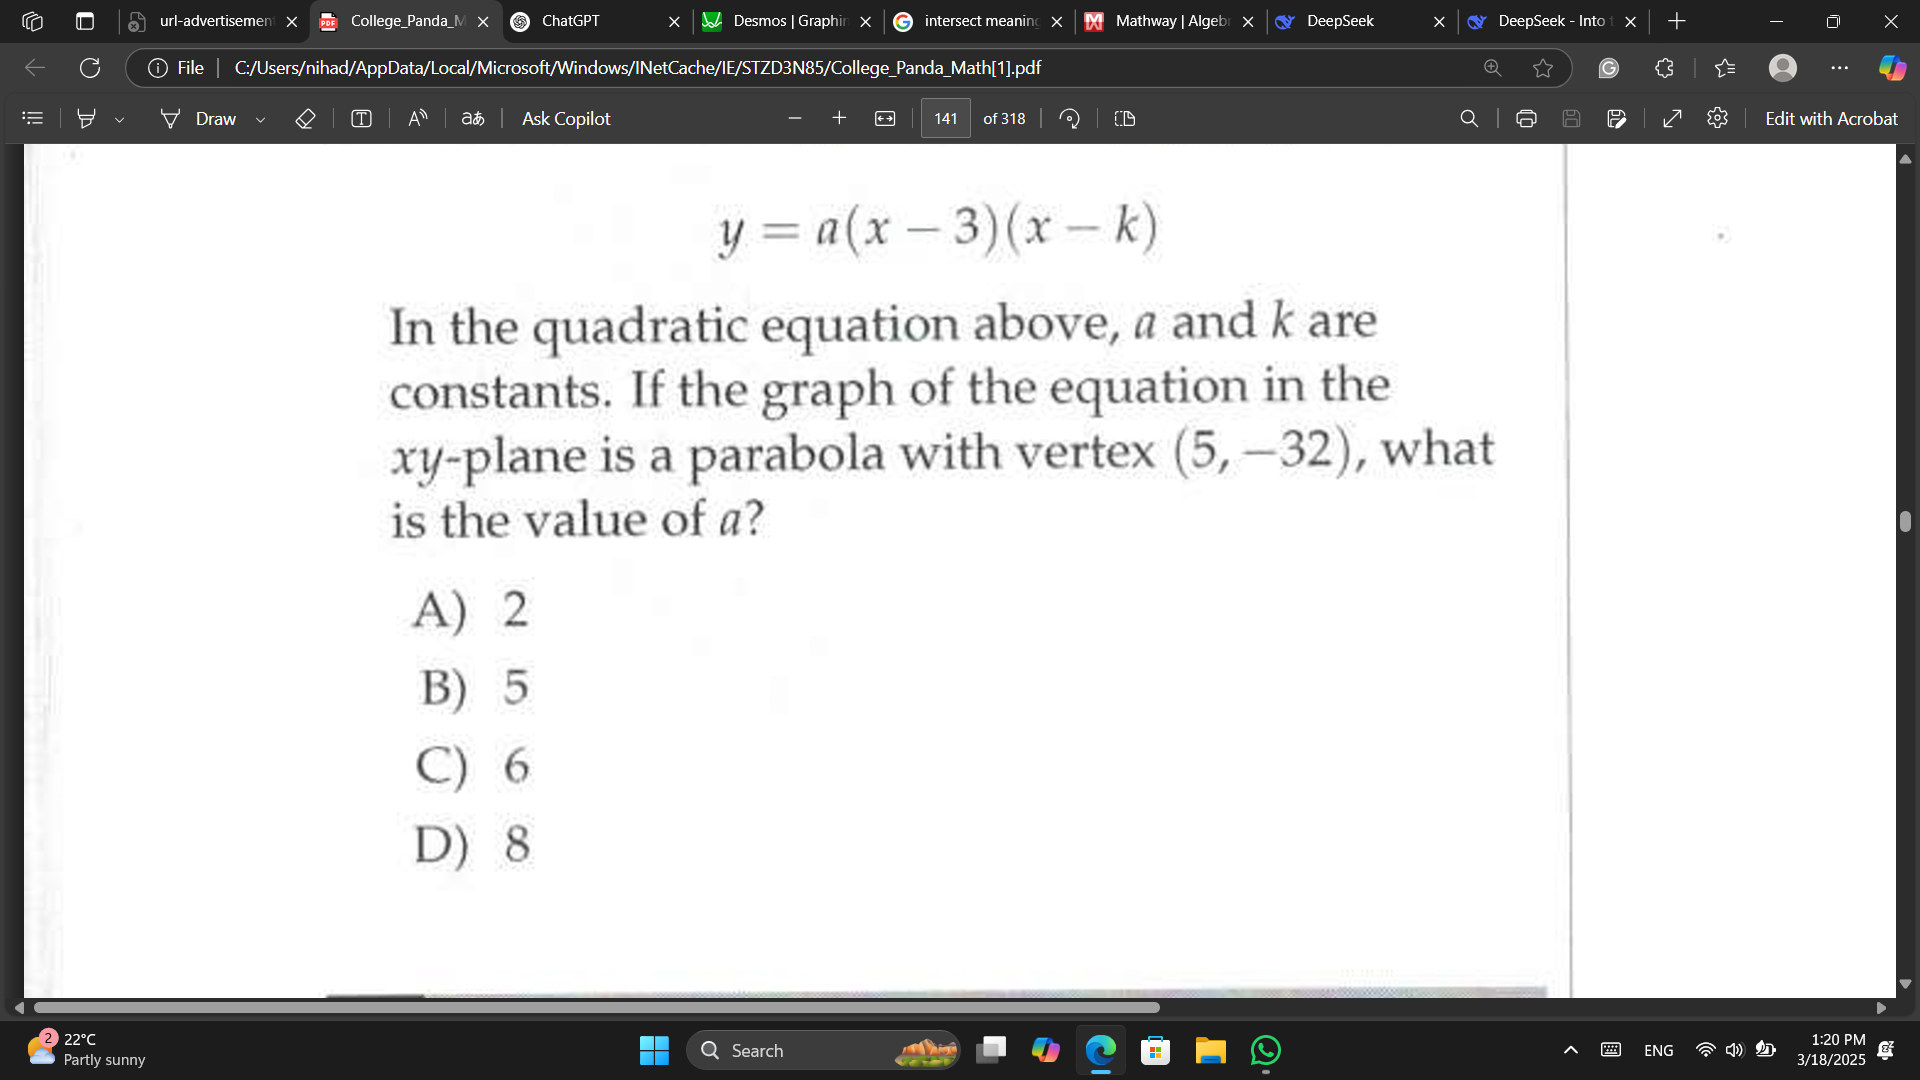 url-advertisement
College_Panda_M
ChatGPT
Desmos | Graphin
intersect meaning
Mathway | Algebr
DeepSeek
DeepSeek - Into t
File
C:/Users/nihad/AppData/Local/Microsoft/Windows/INetCache/IE/STZD3N85/College_Panda_Math[1].pdf
Draw
Ask Copilot
141 of 318
Edit with Acrobat
y = a(x − 3)(x − k)
In the quadratic equation above, a and k are
constants. If the graph of the equation in the
xy-plane is a parabola with vertex (5, −32), what
is the value of a?
A) 2
B) 5
C) 6
D) 8
2
22°C
Partly sunny
Search
ENG
1:20 PM
3/18/2025